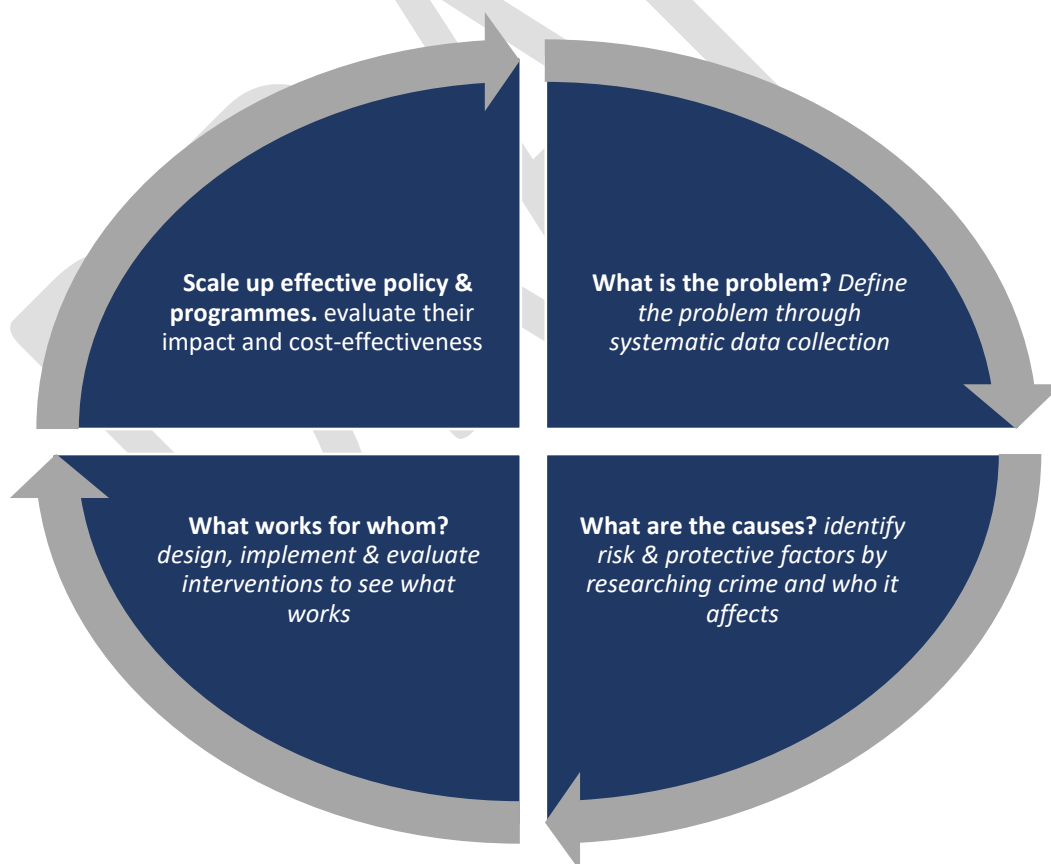 Scale up effective policy &
programmes. evaluate their
impact and cost-effectiveness
What is the problem? Define
the problem through
systematic data collection
What works for whom?
design, implement & evaluate
interventions to see what
works
What are the causes? identify
risk & protective factors by
researching crime and who it
affects